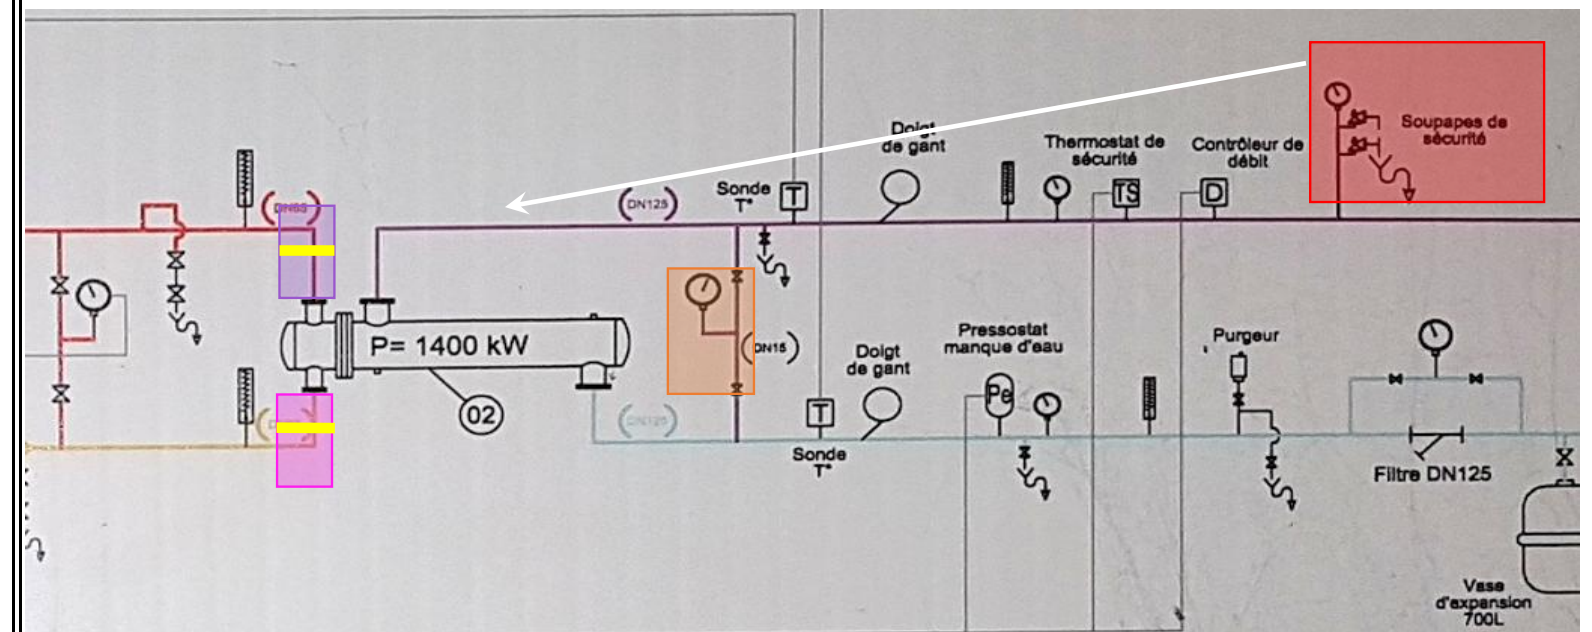 Doigt
de gant
Thermostat de
sécurité
Contrôleur de
débit
Soupapes de
sécurité
Sonde
T°
T
(DN125)
TS
D
P= 1400 kW
02
(DN15)
Doigt
de gant
Pressostat
manque d'eau
Pe
Purgeur
T
Sonde
T°
(DN125)
Filtre DN125
Vase
d'expansion
700L